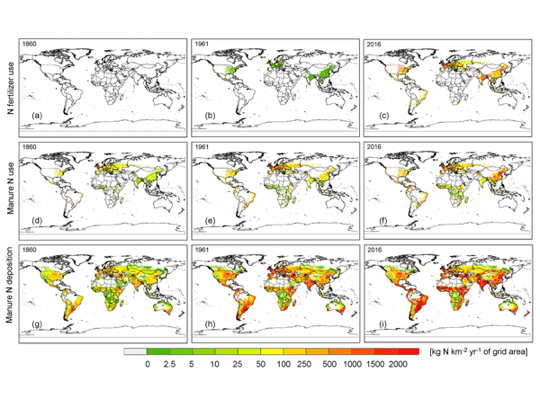 1860
1961
2016
N fertilizer use
(a)
(b)
(c)
1860
1961
2016
Manure N use
(d)
(e)
(f)
1860
1961
2016
Manure N deposition
(g)
(h)
(i)
[kg N km-2 yr-1 of grid area]
0 2.5 5 10 25 50 100 250 500 1000 1500 2000